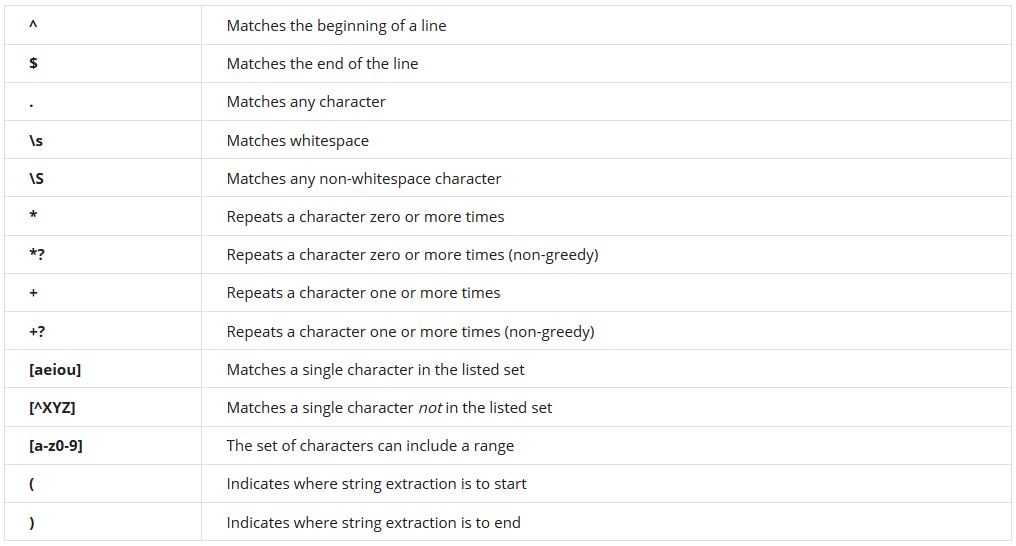 ^ Matches the beginning of a line
$ Matches the end of the line
. Matches any character
\s Matches whitespace
\S Matches any non-whitespace character
* Repeats a character zero or more times
*? Repeats a character zero or more times (non-greedy)
+ Repeats a character one or more times
+? Repeats a character one or more times (non-greedy)
[aeiou] Matches a single character in the listed set
[^XYZ] Matches a single character not in the listed set
[a-z0-9] The set of characters can include a range
( Indicates where string extraction is to start
) Indicates where string extraction is to end